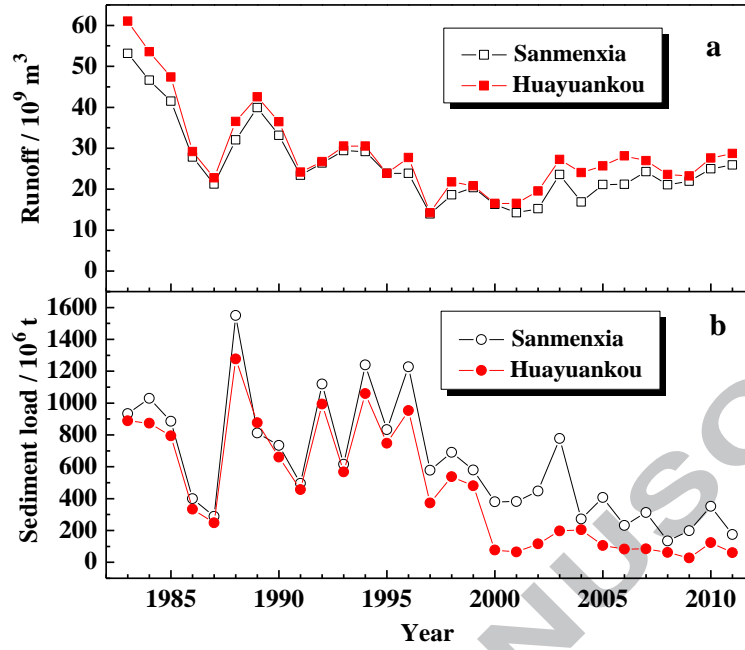 60
50
40
30
20
10
0
Runoff / 10⁹ m³
Sanmenxia
Huayuankou
a
1600
1400
1200
1000
800
600
400
200
0
Sediment load / 10⁶ t
Sanmenxia
Huayuankou
b
1985 1990 1995 2000 2005 2010
Year
NUSC